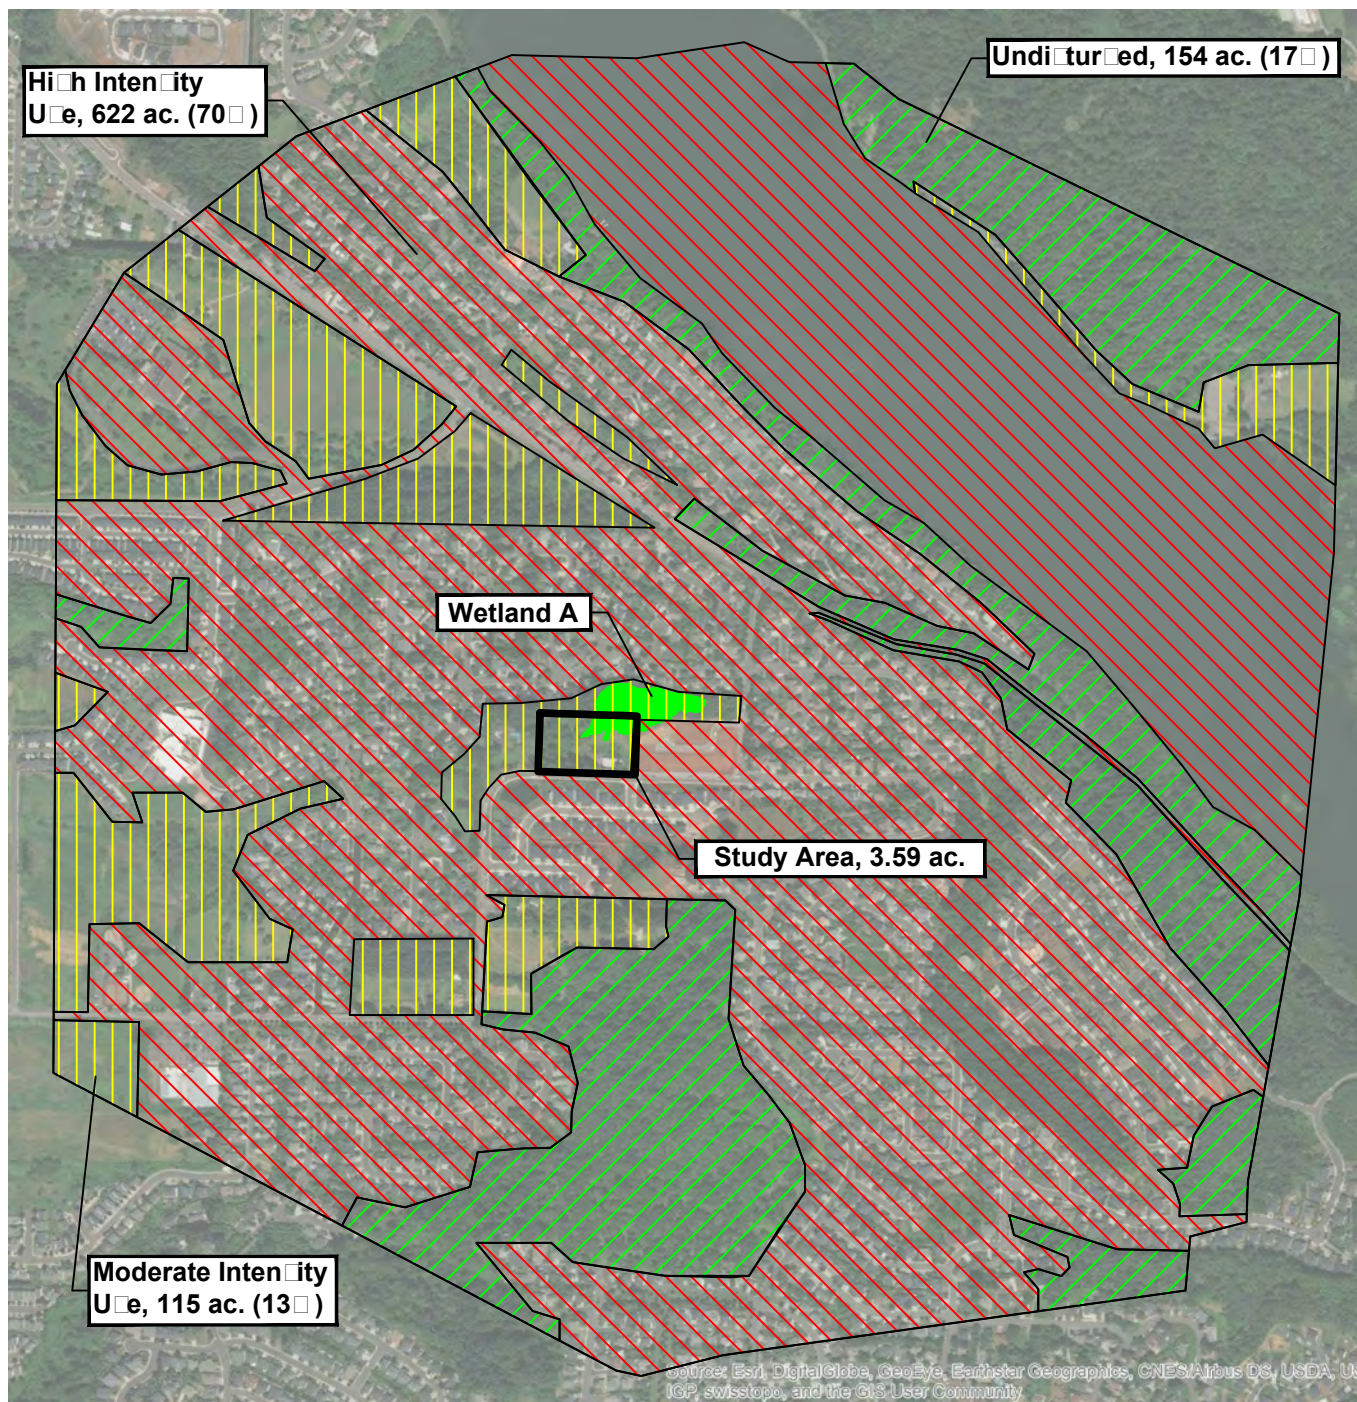 Hi□h Inten□ity
U□e, 622 ac. (70□)
Undi□tur□ed, 154 ac. (17□)
Wetland A
Study Area, 3.59 ac.
Moderate Inten□ity
U□e, 115 ac. (13□)
Source: Esri, DigitalGlobe, GeoEye, Earthstar Geographics, CNES/Airbus DS, USDA, US
IGP, swisstopo, and the GIS User Community